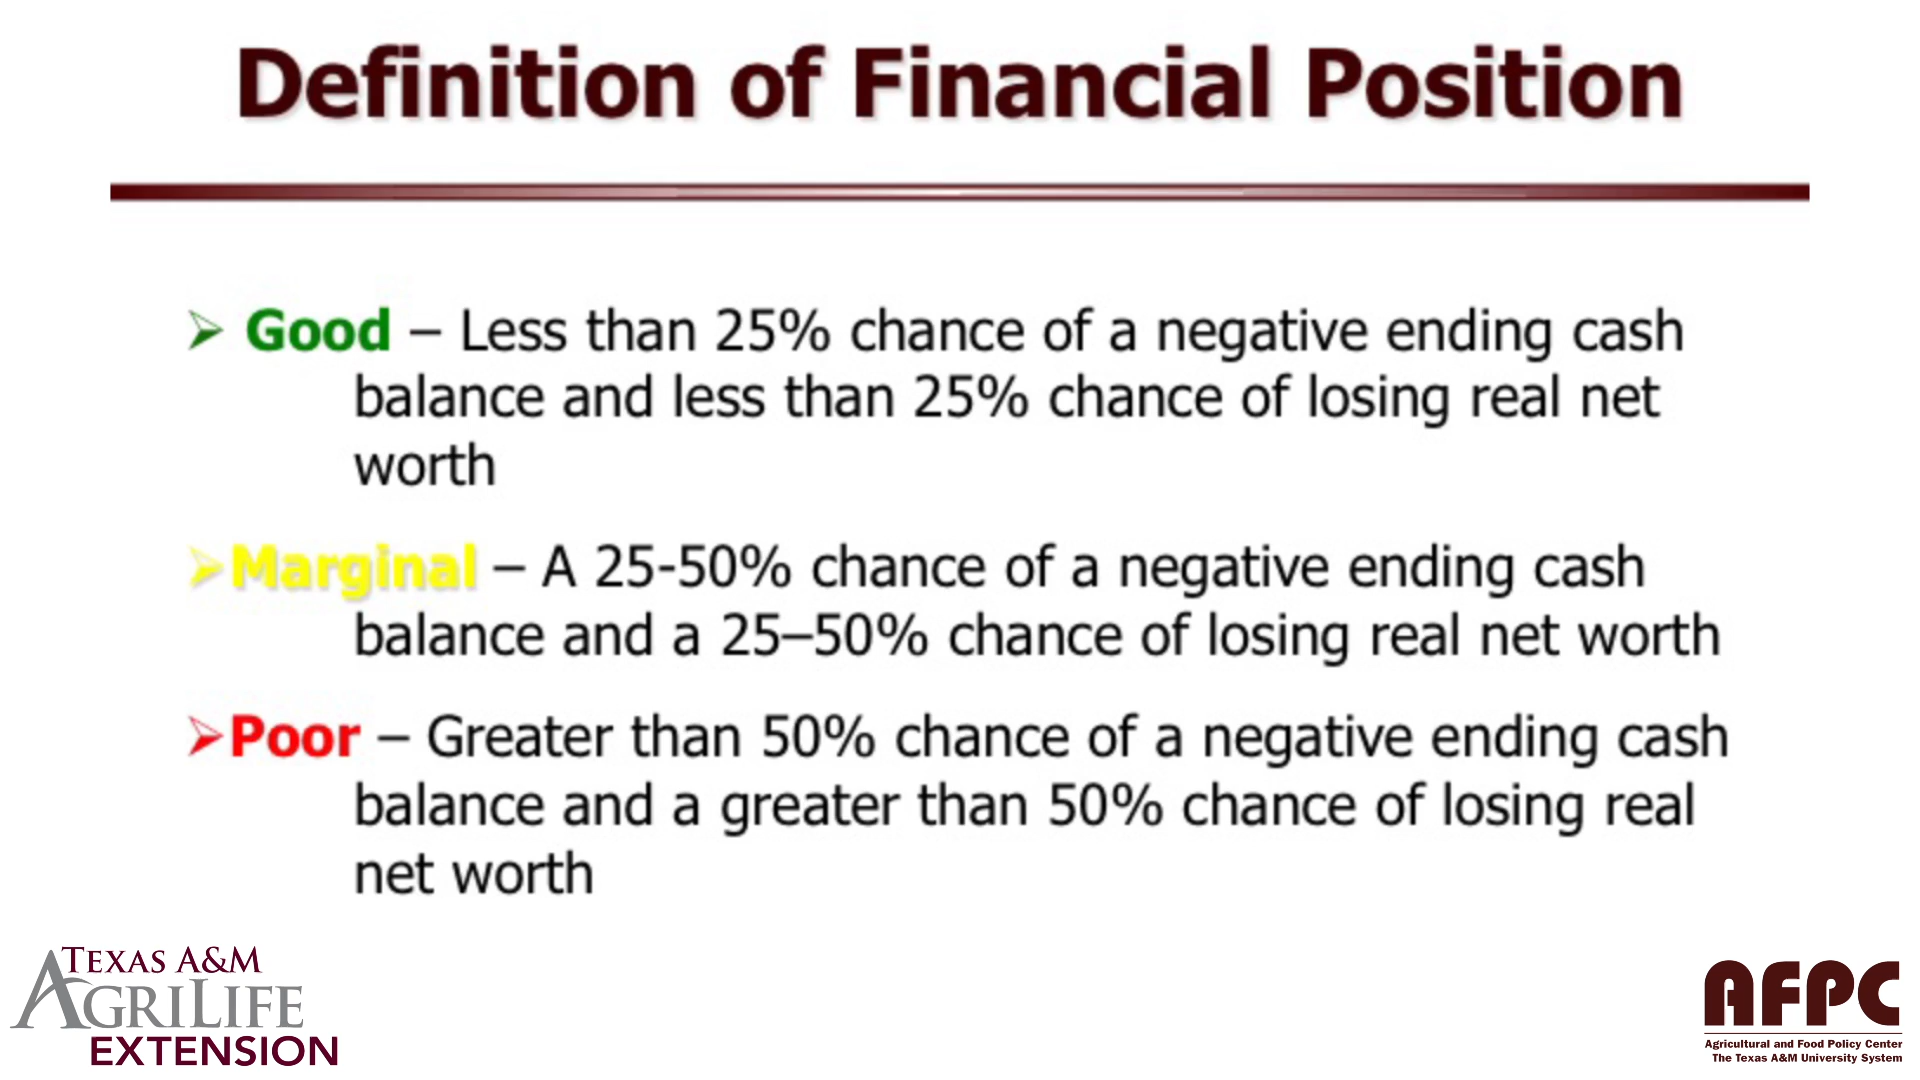 Definition of Financial Position
➢ Good – Less than 25% chance of a negative ending cash
balance and less than 25% chance of losing real net
worth
➢Marginal – A 25-50% chance of a negative ending cash
balance and a 25–50% chance of losing real net worth
➢Poor – Greater than 50% chance of a negative ending cash
balance and a greater than 50% chance of losing real
net worth
TEXAS A&M
AGRILIFE
EXTENSION
AFPC
Agricultural and Food Policy Center
The Texas A&M University System